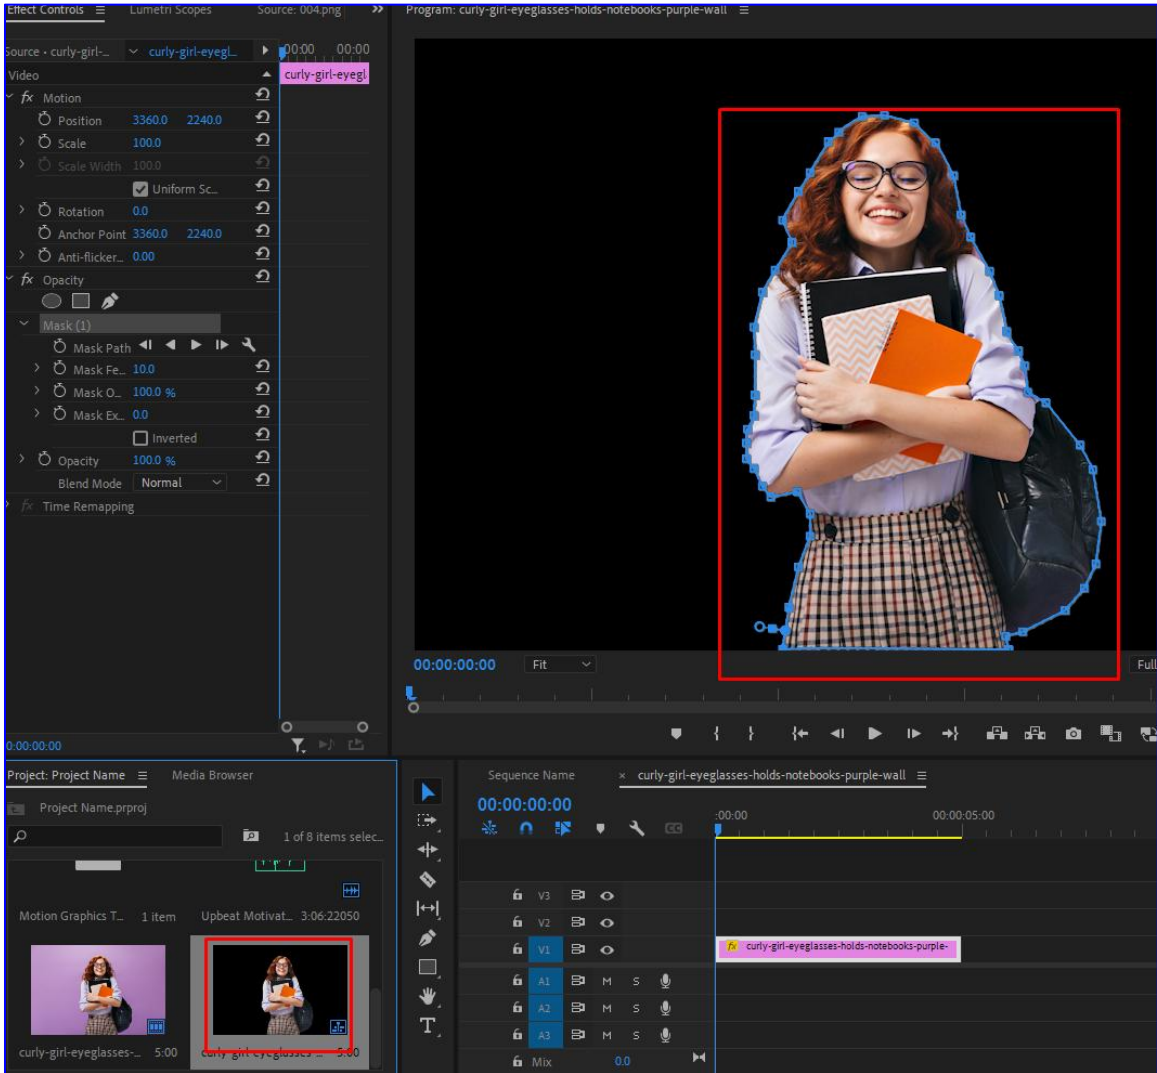 Effect Controls Lumetri Scopes Source: 004.png
Program: curly-girl-eyeglasses-holds-notebooks-purple-wall
Source • curly-girl-... curly-girl-eyegl... 00:00 00:00
Video curly-girl-eyegl
fx Motion
Position 3360.0 2240.0
Scale 100.0
Scale Width 100.0
Uniform Sc...
Rotation 0.0
Anchor Point 3360.0 2240.0
Anti-flicker... 0.00
fx Opacity
Mask (1)
Mask Path
Mask Fe... 10.0
Mask O... 100.0 %
Mask Ex... 0.0
Inverted
Opacity 100.0 %
Blend Mode Normal
fx Time Remapping
0:00:00:00
00:00:00:00 Fit Full
Project: Project Name Media Browser
Project Name.prproj
1 of 8 items selec...
Motion Graphics T... 1 item Upbeat Motivat... 3:06:22050
curly-girl-eyeglasses-... 5:00 curly-girl-eyeglasses-... 5:00
Sequence Name × curly-girl-eyeglasses-holds-notebooks-purple-wall
00:00:00:00
:00:00 00:00:05:00
CC
V3
V2
V1 fx curly-girl-eyeglasses-holds-notebooks-purple-
A1 M S
A2 M S
A3 M S
Mix 0.0
T